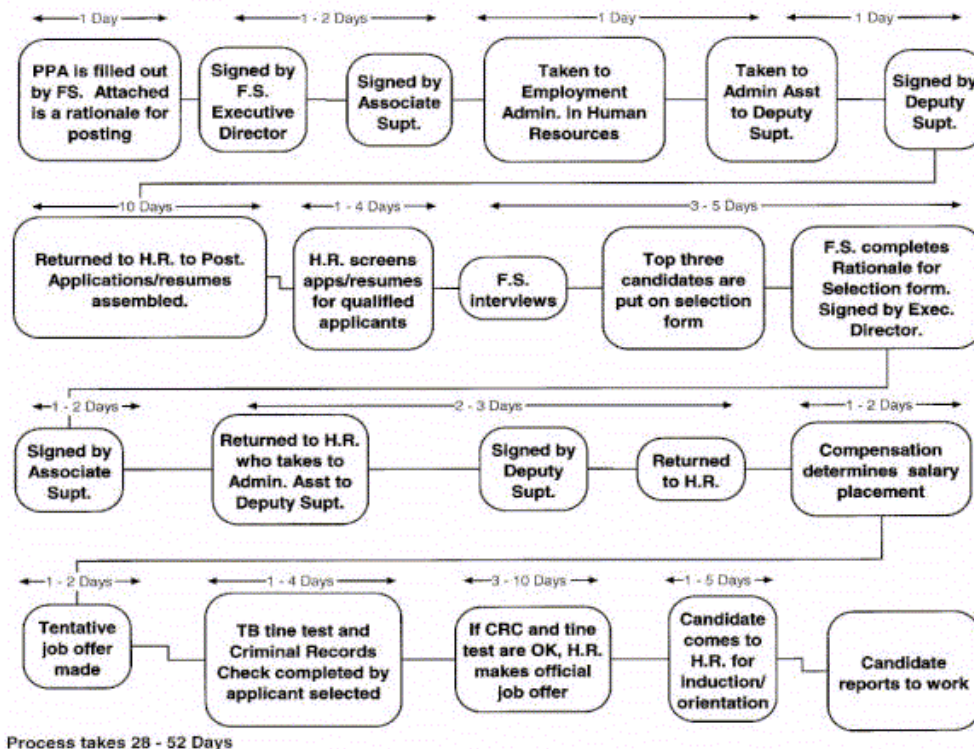 1 Day
1 - 2 Days
1 Day
1 Day
PPA is filled out
by FS. Attached
is a rationale for
posting
Signed by
F.S.
Executive
Director
Signed by
Associate
Supt.
Taken to
Employment
Admin. in Human
Resources
Taken to
Admin Asst
to Deputy
Supt.
Signed by
Deputy
Supt.
10 Days
1 - 4 Days
3 - 5 Days
Returned to H.R. to Post.
Applications/resumes
assembled.
H.R. screens
apps/resumes
for qualified
applicants
F.S.
interviews
Top three
candidates are
put on selection
form
F.S. completes
Rationale for
Selection form.
Signed by Exec.
Director.
1 - 2 Days
2 - 3 Days
1 - 2 Days
Signed by
Associate
Supt.
Returned to H.R.
who takes to
Admin. Asst to
Deputy Supt.
Signed by
Deputy
Supt.
Returned
to H.R.
Compensation
determines salary
placement
1 - 2 Days
1 - 4 Days
3 - 10 Days
1 - 5 Days
Tentative
job offer
made
TB tine test and
Criminal Records
Check completed by
applicant selected
If CRC and tine
test are OK, H.R.
makes official
job offer
Candidate
comes to
H.R. for
induction/
orientation
Candidate
reports to work
Process takes 28 - 52 Days